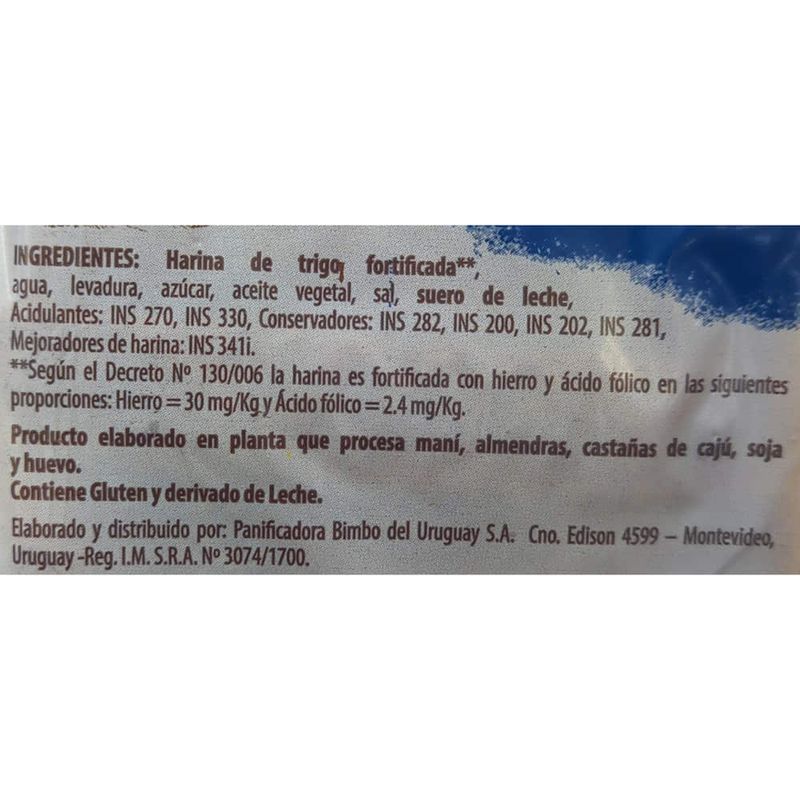 INGREDIENTES: Harina de trigo, fortificada**,
agua, levadura, azúcar, aceite vegetal, sal, suero de leche,
Acidulantes: INS 270, INS 330, Conservadores: INS 282, INS 200, INS 202, INS 281,
Mejoradores de harina: INS 341i.
**Según el Decreto Nº 130/006 la harina es fortificada con hierro y ácido fólico en las siguientes
proporciones: Hierro = 30 mg/Kg y Ácido fólico = 2.4 mg/Kg.
Producto elaborado en planta que procesa maní, almendras, castañas de cajú, soja
y huevo.
Contiene Gluten y derivado de Leche.
Elaborado y distribuido por: Panificadora Bimbo del Uruguay S.A. Cno. Edison 4599 – Montevideo,
Uruguay -Reg. I.M. S.R.A. Nº 3074/1700.